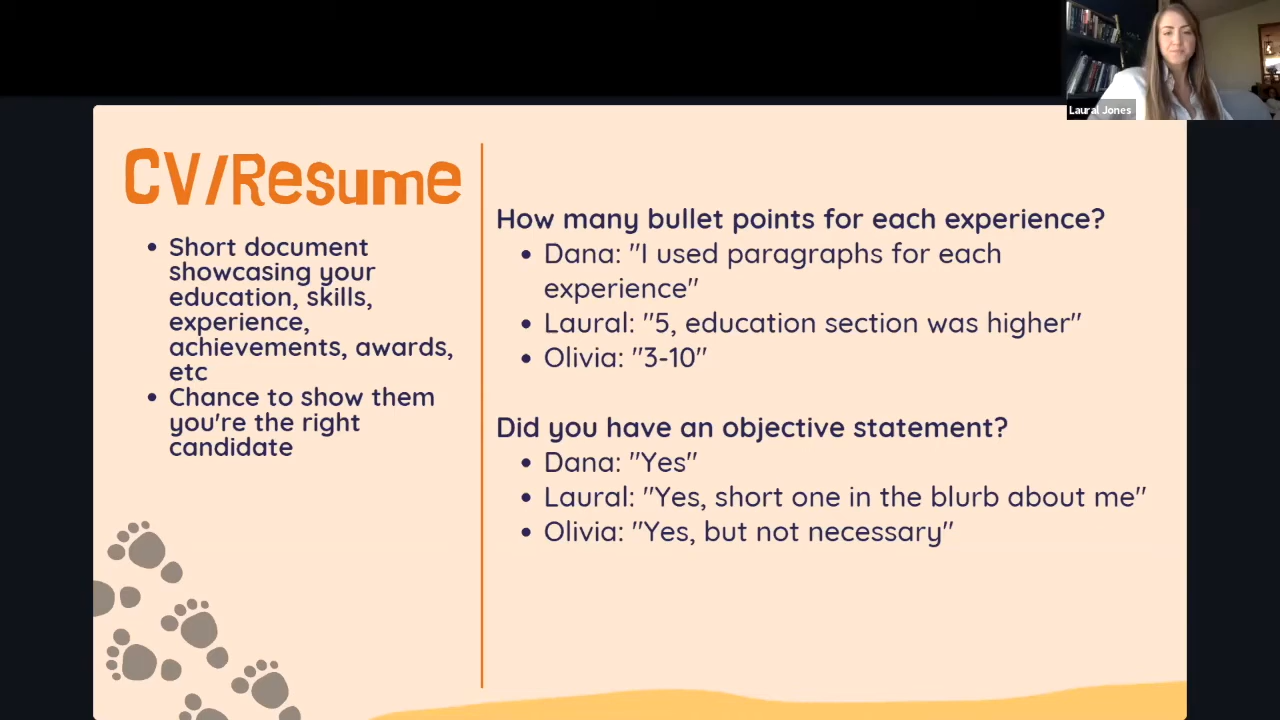 Laural Jones
CV/Resume
• Short document
showcasing your
education, skills,
experience,
achievements, awards,
etc
• Chance to show them
you're the right
candidate
How many bullet points for each experience?
• Dana: "I used paragraphs for each
experience"
• Laural: "5, education section was higher"
• Olivia: "3-10"
Did you have an objective statement?
• Dana: "Yes"
• Laural: "Yes, short one in the blurb about me"
• Olivia: "Yes, but not necessary"